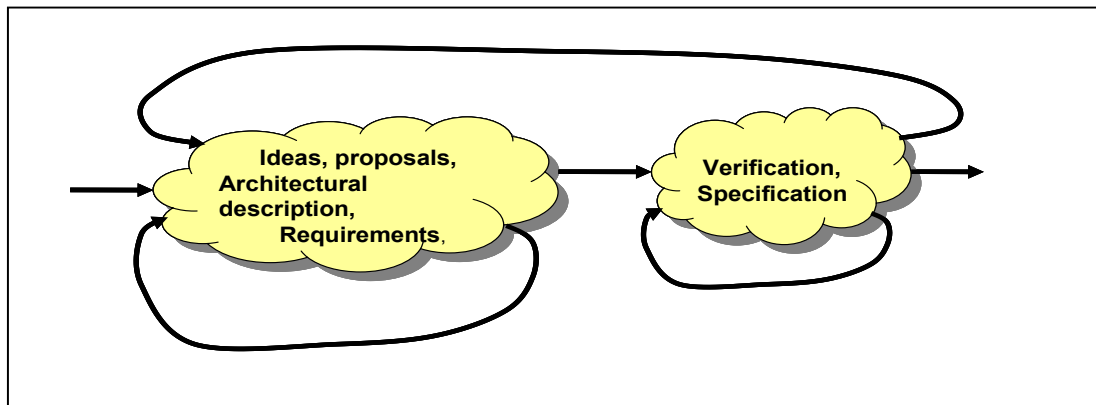 Ideas, proposals,
Architectural
description,
Requirements,
Verification,
Specification